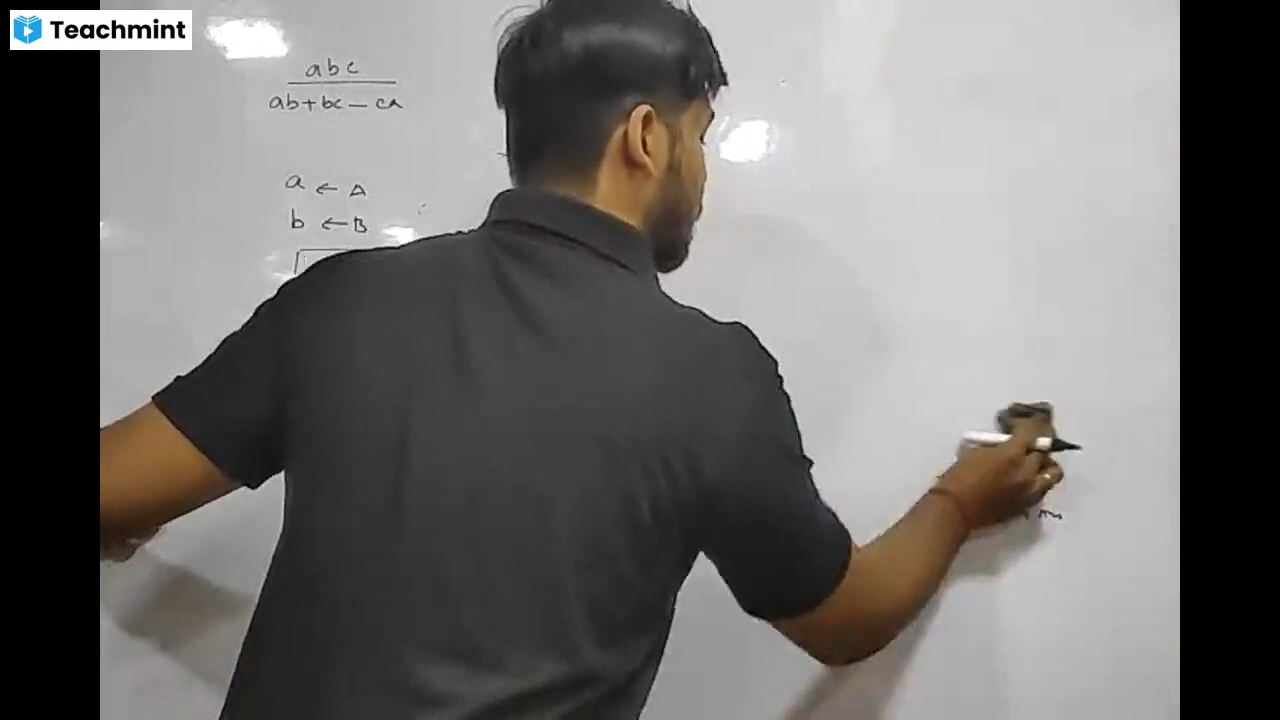 Teachmint
abc
ab+bc-ca
a ← A
b ← B